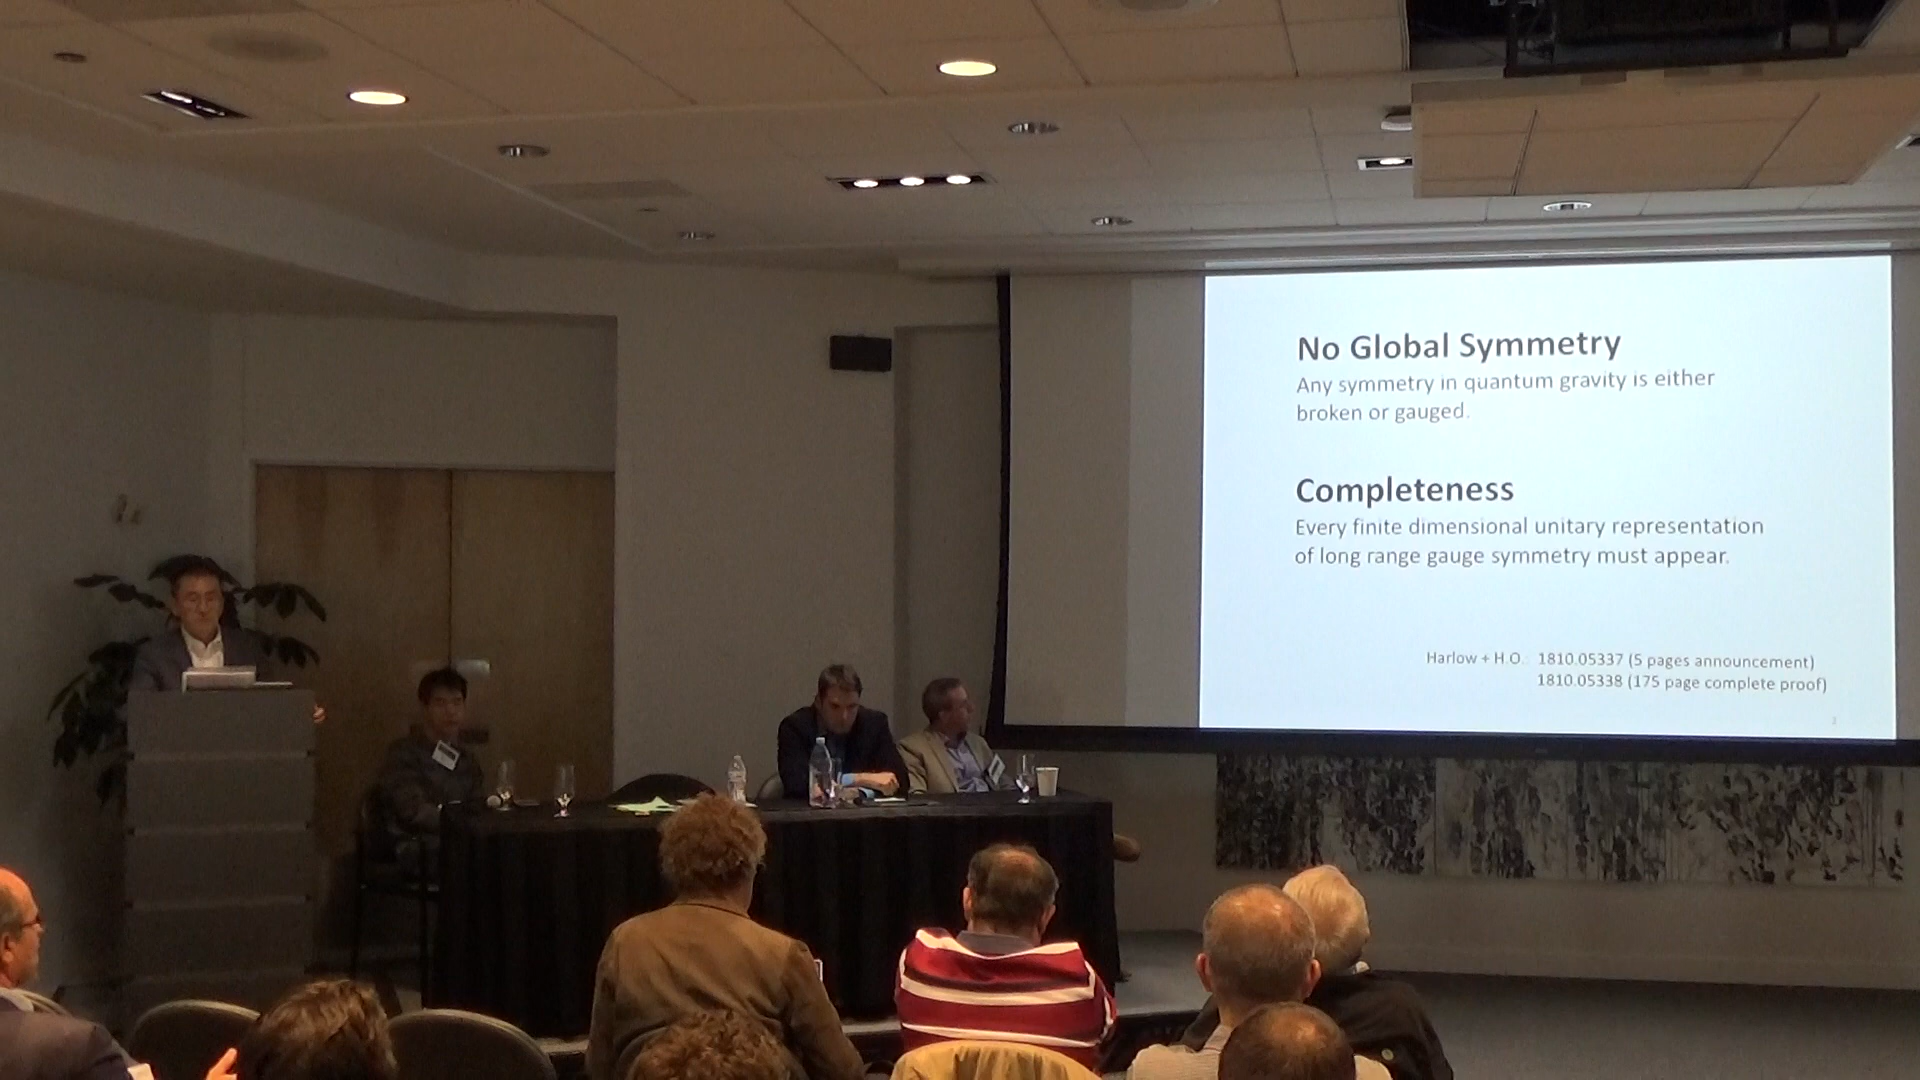 No Global Symmetry
Any symmetry in quantum gravity is either
broken or gauged.
Completeness
Every finite dimensional unitary representation
of long range gauge symmetry must appear.
Harlow + H.O. 1810.05337 (5 pages announcement)
1810.05338 (175 page complete proof)